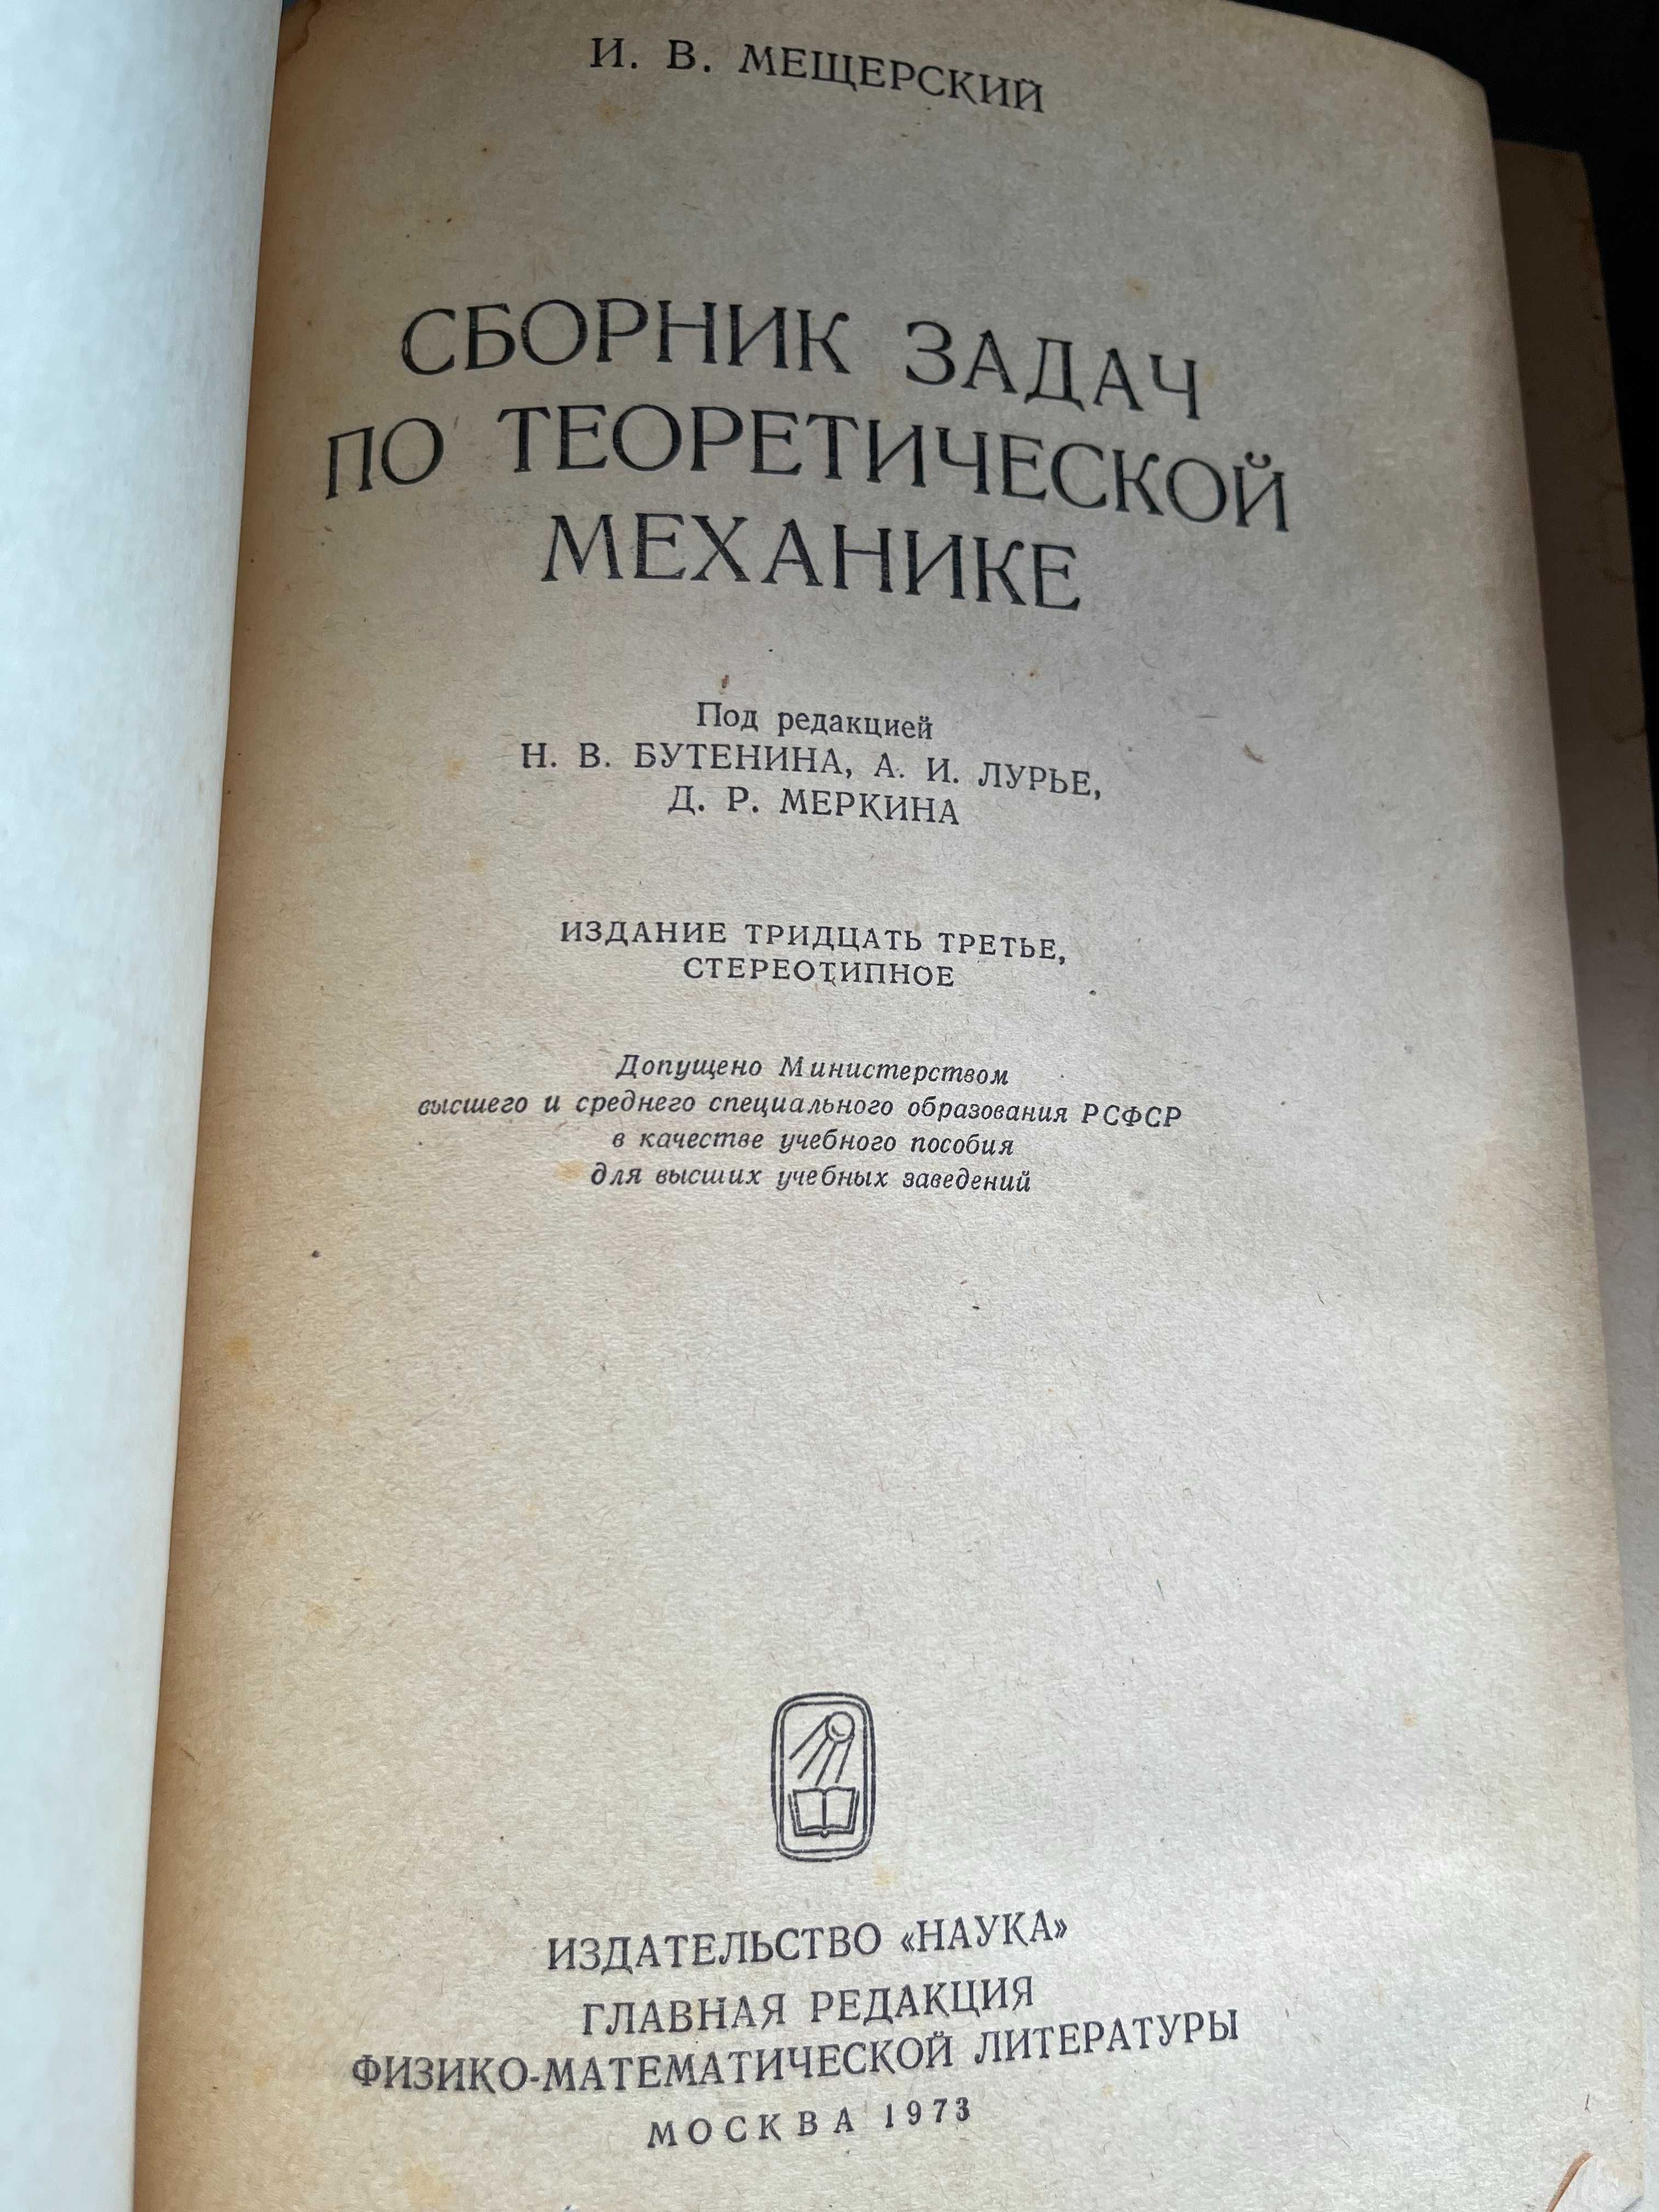 И. В. МЕЩЕРСКИЙ
СБОРНИК ЗАДАЧ
ПО ТЕОРЕТИЧЕСКОЙ
МЕХАНИКЕ
Под редакцией
Н. В. БУТЕНИНА, А. И. ЛУРЬЕ,
Д. Р. МЕРКИНА
ИЗДАНИЕ ТРИДЦАТЬ ТРЕТЬЕ,
СТЕРЕОТИПНОЕ
Допущено Министерством
высшего и среднего специального образования РСФСР
в качестве учебного пособия
для высших учебных заведений
ИЗДАТЕЛЬСТВО «НАУКА»
ГЛАВНАЯ РЕДАКЦИЯ
ФИЗИКО-МАТЕМАТИЧЕСКОЙ ЛИТЕРАТУРЫ
МОСКВА 1973